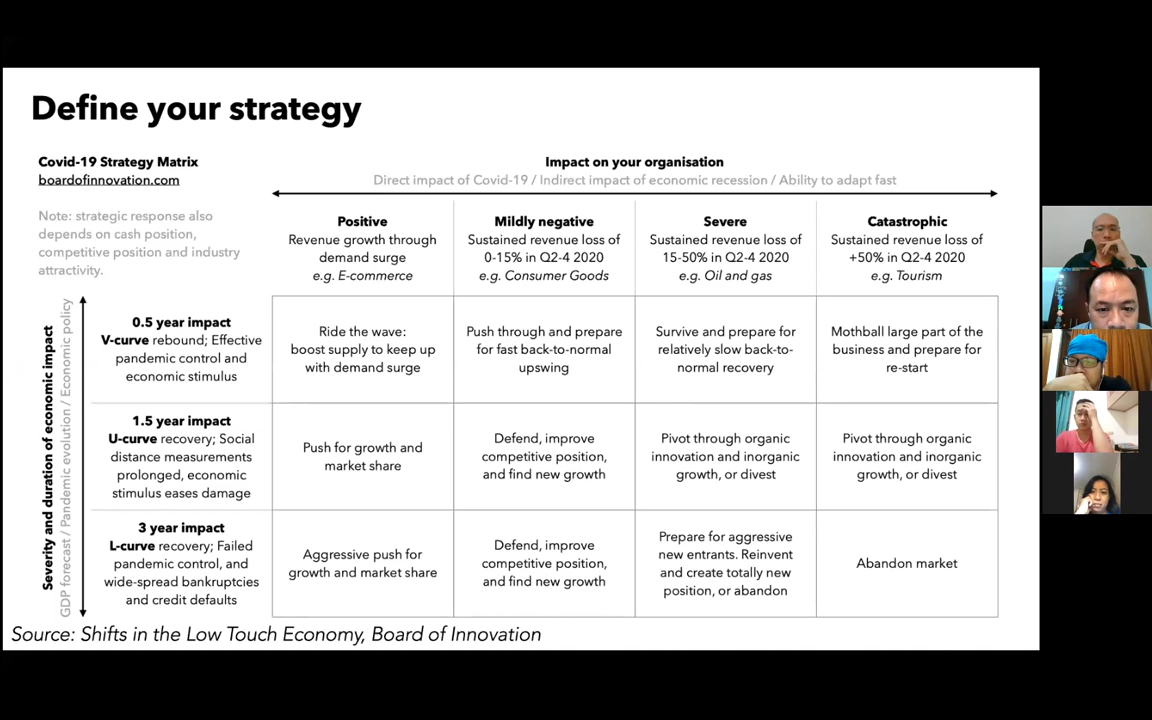 Define your strategy
Covid-19 Strategy Matrix
boardofinnovation.com
Note: strategic response also
depends on cash position,
competitive position and industry
attractivity.
Impact on your organisation
Direct impact of Covid-19 / Indirect impact of economic recession / Ability to adapt fast
Positive
Revenue growth through
demand surge
e.g. E-commerce
Mildly negative
Sustained revenue loss of
0-15% in Q2-4 2020
e.g. Consumer Goods
Severe
Sustained revenue loss of
15-50% in Q2-4 2020
e.g. Oil and gas
Catastrophic
Sustained revenue loss of
+50% in Q2-4 2020
e.g. Tourism
Severity and duration of economic impact
GDP forecast / Pandemic evolution / Economic policy
0.5 year impact
V-curve rebound; Effective
pandemic control and
economic stimulus
Ride the wave:
boost supply to keep up
with demand surge
Push through and prepare
for fast back-to-normal
upswing
Survive and prepare for
relatively slow back-to-
normal recovery
Mothball large part of the
business and prepare for
re-start
1.5 year impact
U-curve recovery; Social
distance measurements
prolonged, economic
stimulus eases damage
Push for growth and
market share
Defend, improve
competitive position,
and find new growth
Pivot through organic
innovation and inorganic
growth, or divest
Pivot through organic
innovation and inorganic
growth, or divest
3 year impact
L-curve recovery; Failed
pandemic control, and
wide-spread bankruptcies
and credit defaults
Aggressive push for
growth and market share
Defend, improve
competitive position,
and find new growth
Prepare for aggressive
new entrants. Reinvent
and create totally new
position, or abandon
Abandon market
Source: Shifts in the Low Touch Economy, Board of Innovation